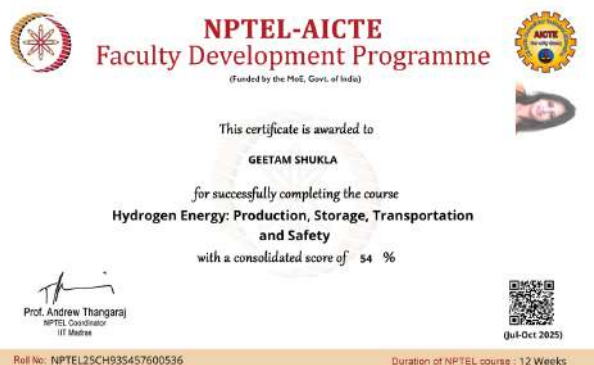 NPTEL-AICTE
Faculty Development Programme
(Funded by the MoE, Govt. of India)
AICTE
This certificate is awarded to
GEETAM SHUKLA
for successfully completing the course
Hydrogen Energy: Production, Storage, Transportation
and Safety
with a consolidated score of 54 %
Prof. Andrew Thangaraj
NPTEL Coordinator
IIT Madras
(Jul-Oct 2025)
Roll No: NPTEL25CH93S457600536
Duration of NPTEL course : 12 Weeks